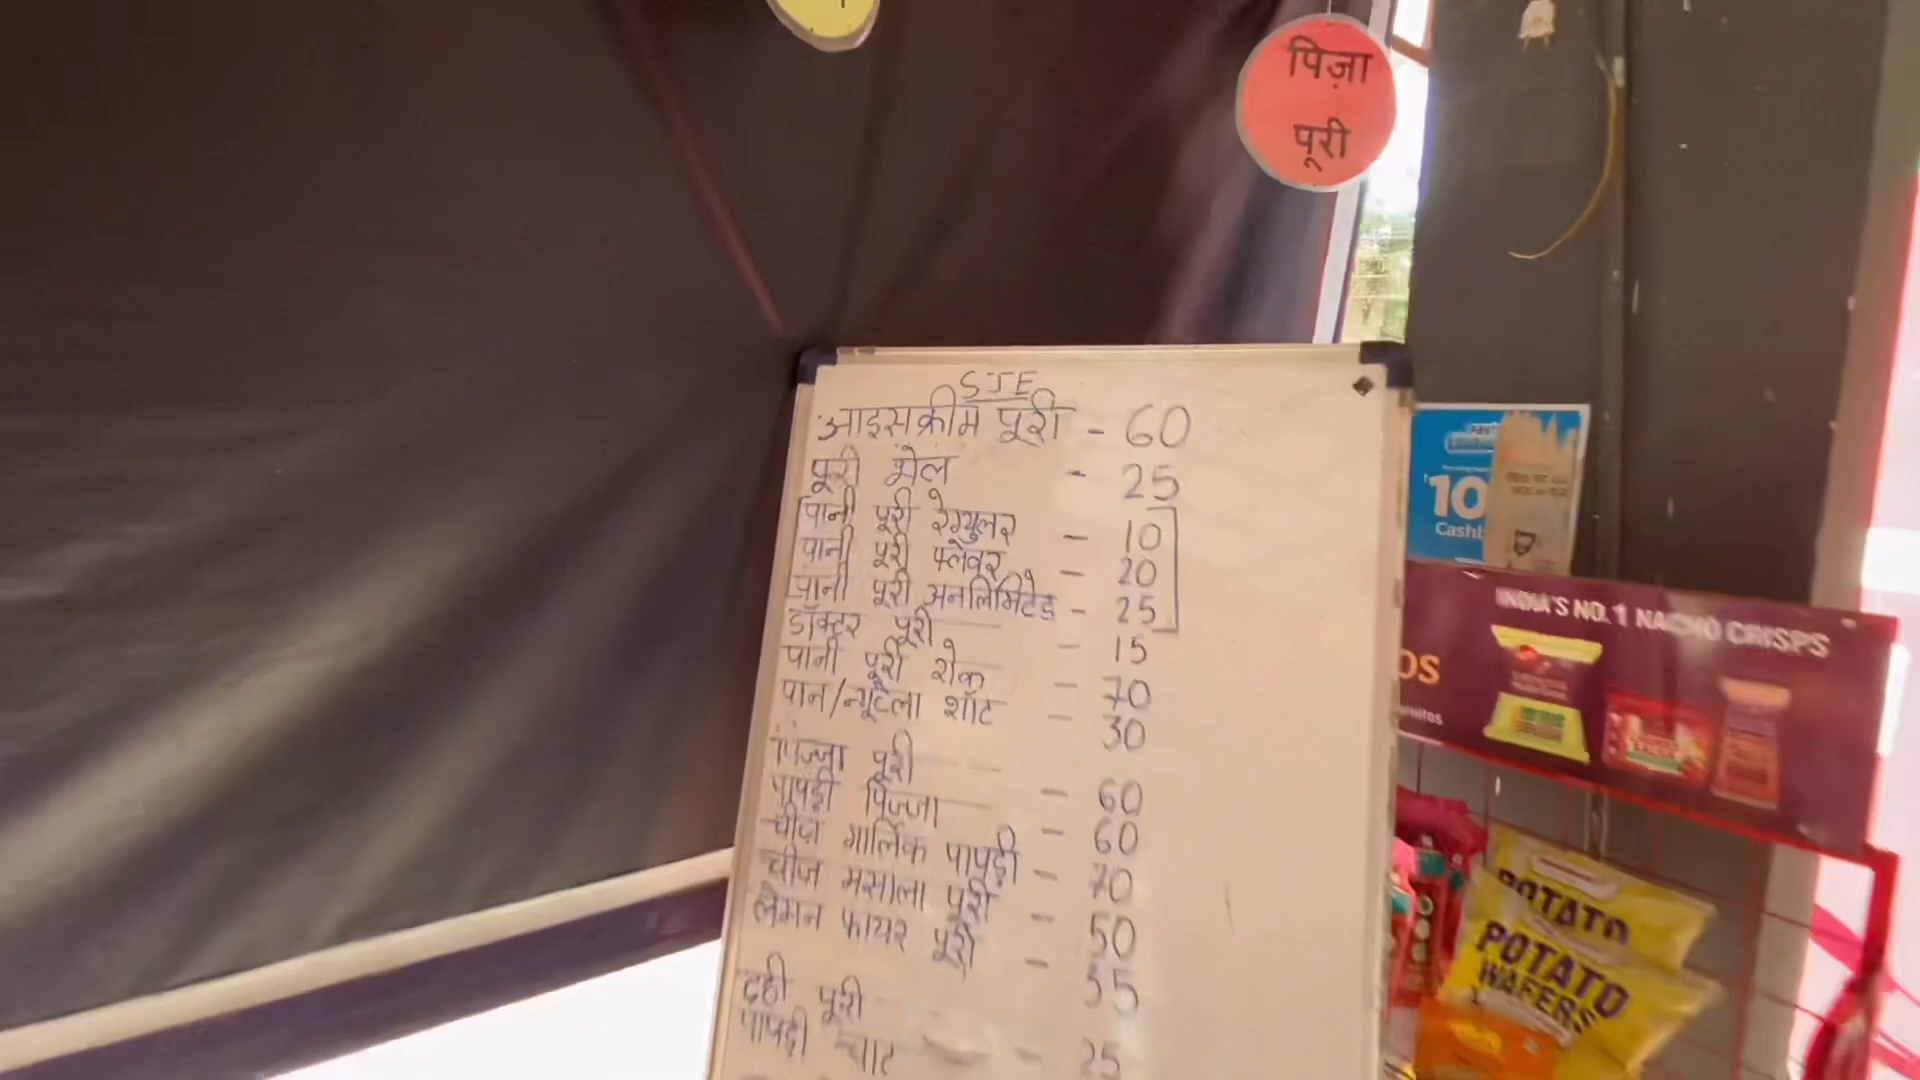 पिज़ा
पूरी
SJE
आइसक्रीम पूरी - 60
पूरी भेल - 25
पानी पूरी रेग्युलर - 10
पानी पूरी फ्लेवर - 20
पानी पूरी अनलिमिटेड - 25
डॉक्टर पूरी - 15
पानी पूरी शेक - 70
पान/न्यूटेला शॉट - 30
पिज्जा पूरी - 60
पापड़ी पिज्जा - 60
चीज गार्लिक पापड़ी - 70
चीज मसाला पूरी - 50
लेमन फायर पूरी - 55
दही पूरी
पापड़ी चाट - 25
10
Cashb
INDIA'S NO. 1 NACHO CRISPS
OS
POTATO
POTATO
WAFERS